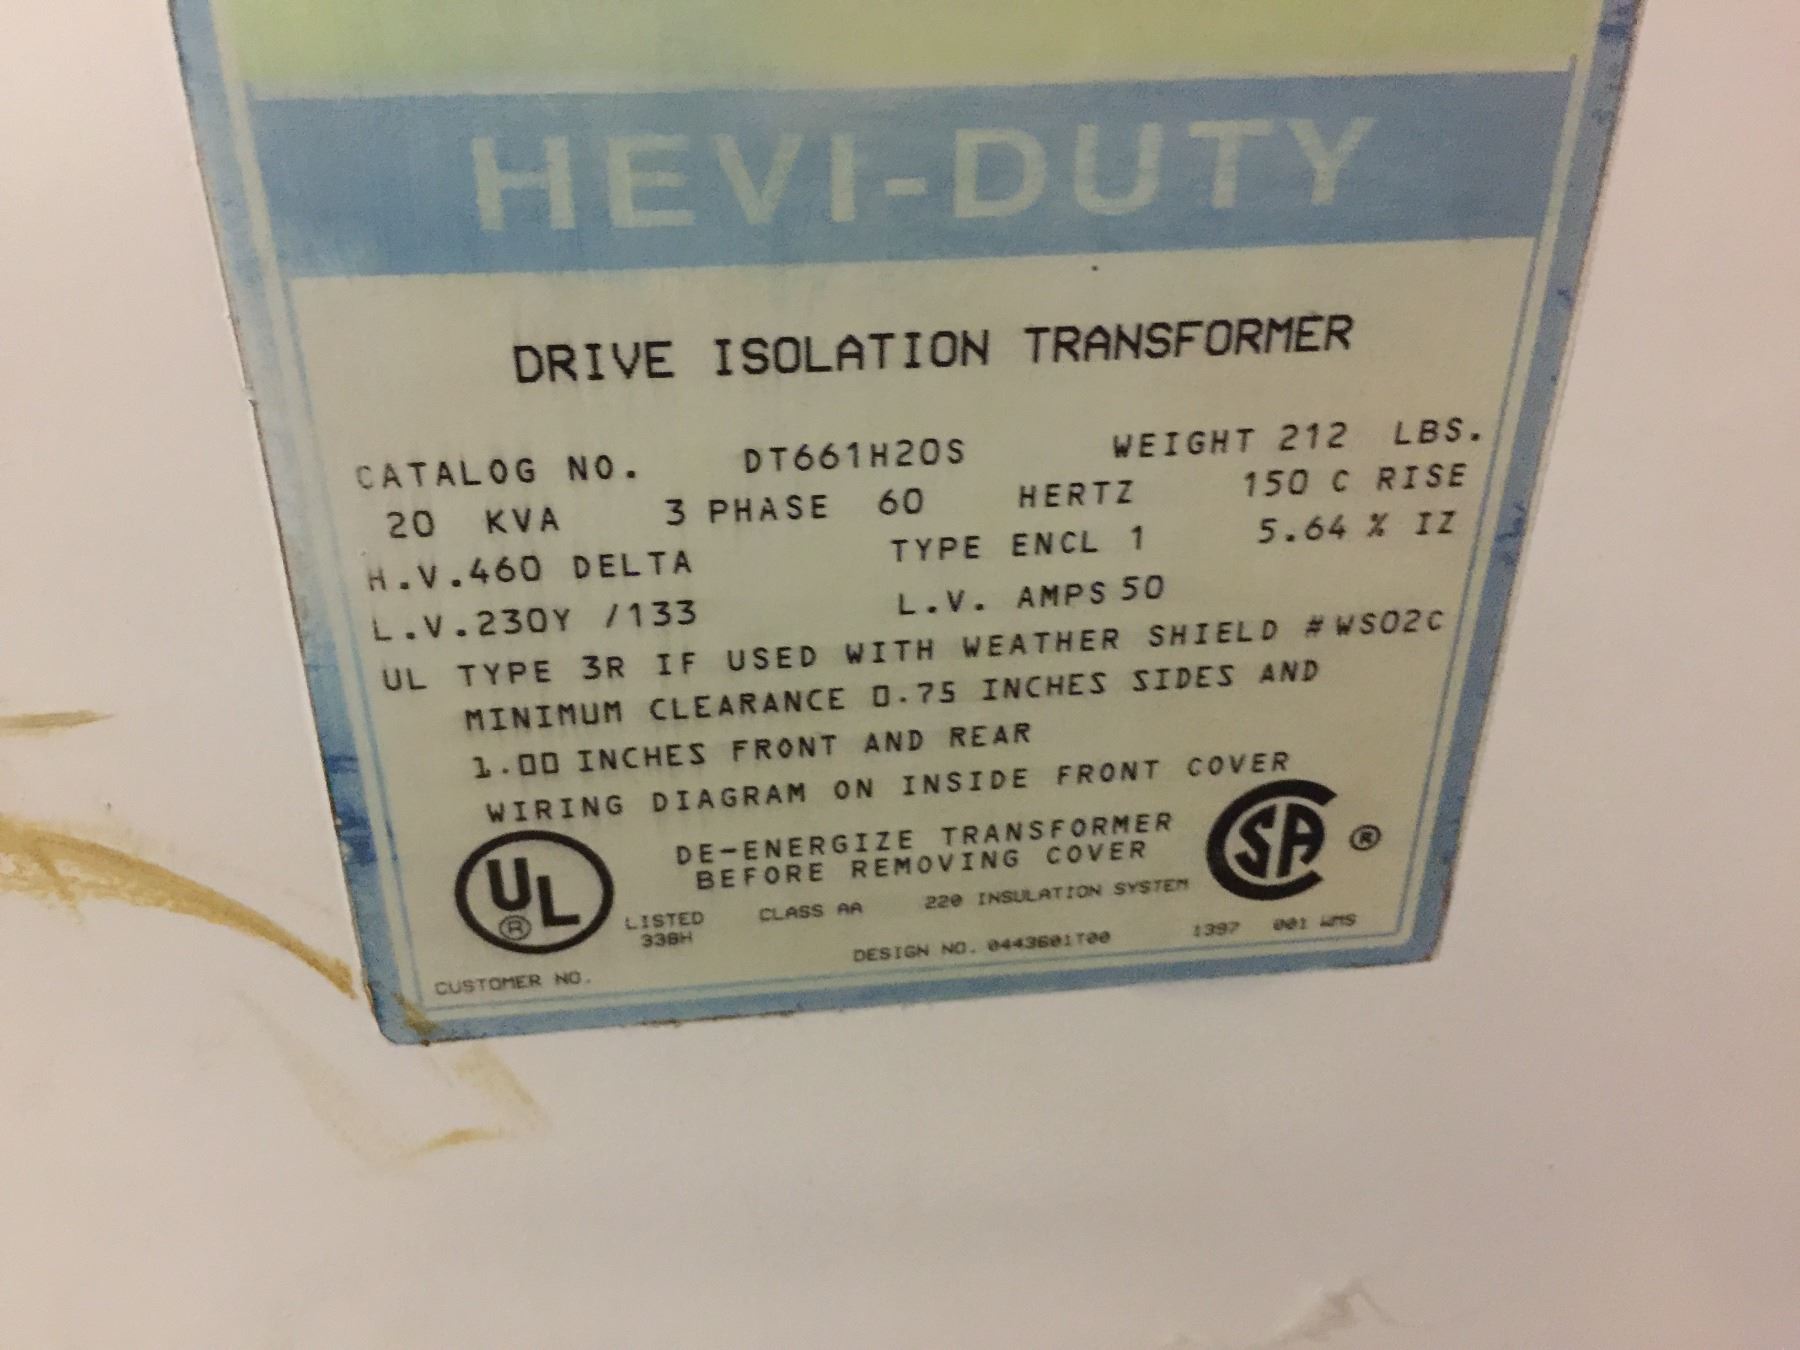 HEVI-DUTY
DRIVE ISOLATION TRANSFORMER
CATALOG NO. DT661H20S WEIGHT 212 LBS.
20 KVA 3 PHASE 60 HERTZ 150 C RISE
H.V.460 DELTA TYPE ENCL 1 5.64 % IZ
L.V.230Y /133 L.V. AMPS 50
UL TYPE 3R IF USED WITH WEATHER SHIELD #WS02C
MINIMUM CLEARANCE 0.75 INCHES SIDES AND
1.00 INCHES FRONT AND REAR
WIRING DIAGRAM ON INSIDE FRONT COVER
DE-ENERGIZE TRANSFORMER
BEFORE REMOVING COVER
UL ® LISTED CLASS AA 220 INSULATION SYSTEM SA ®
338H
DESIGN NO. 0443601T00 1397 001 WMS
CUSTOMER NO.